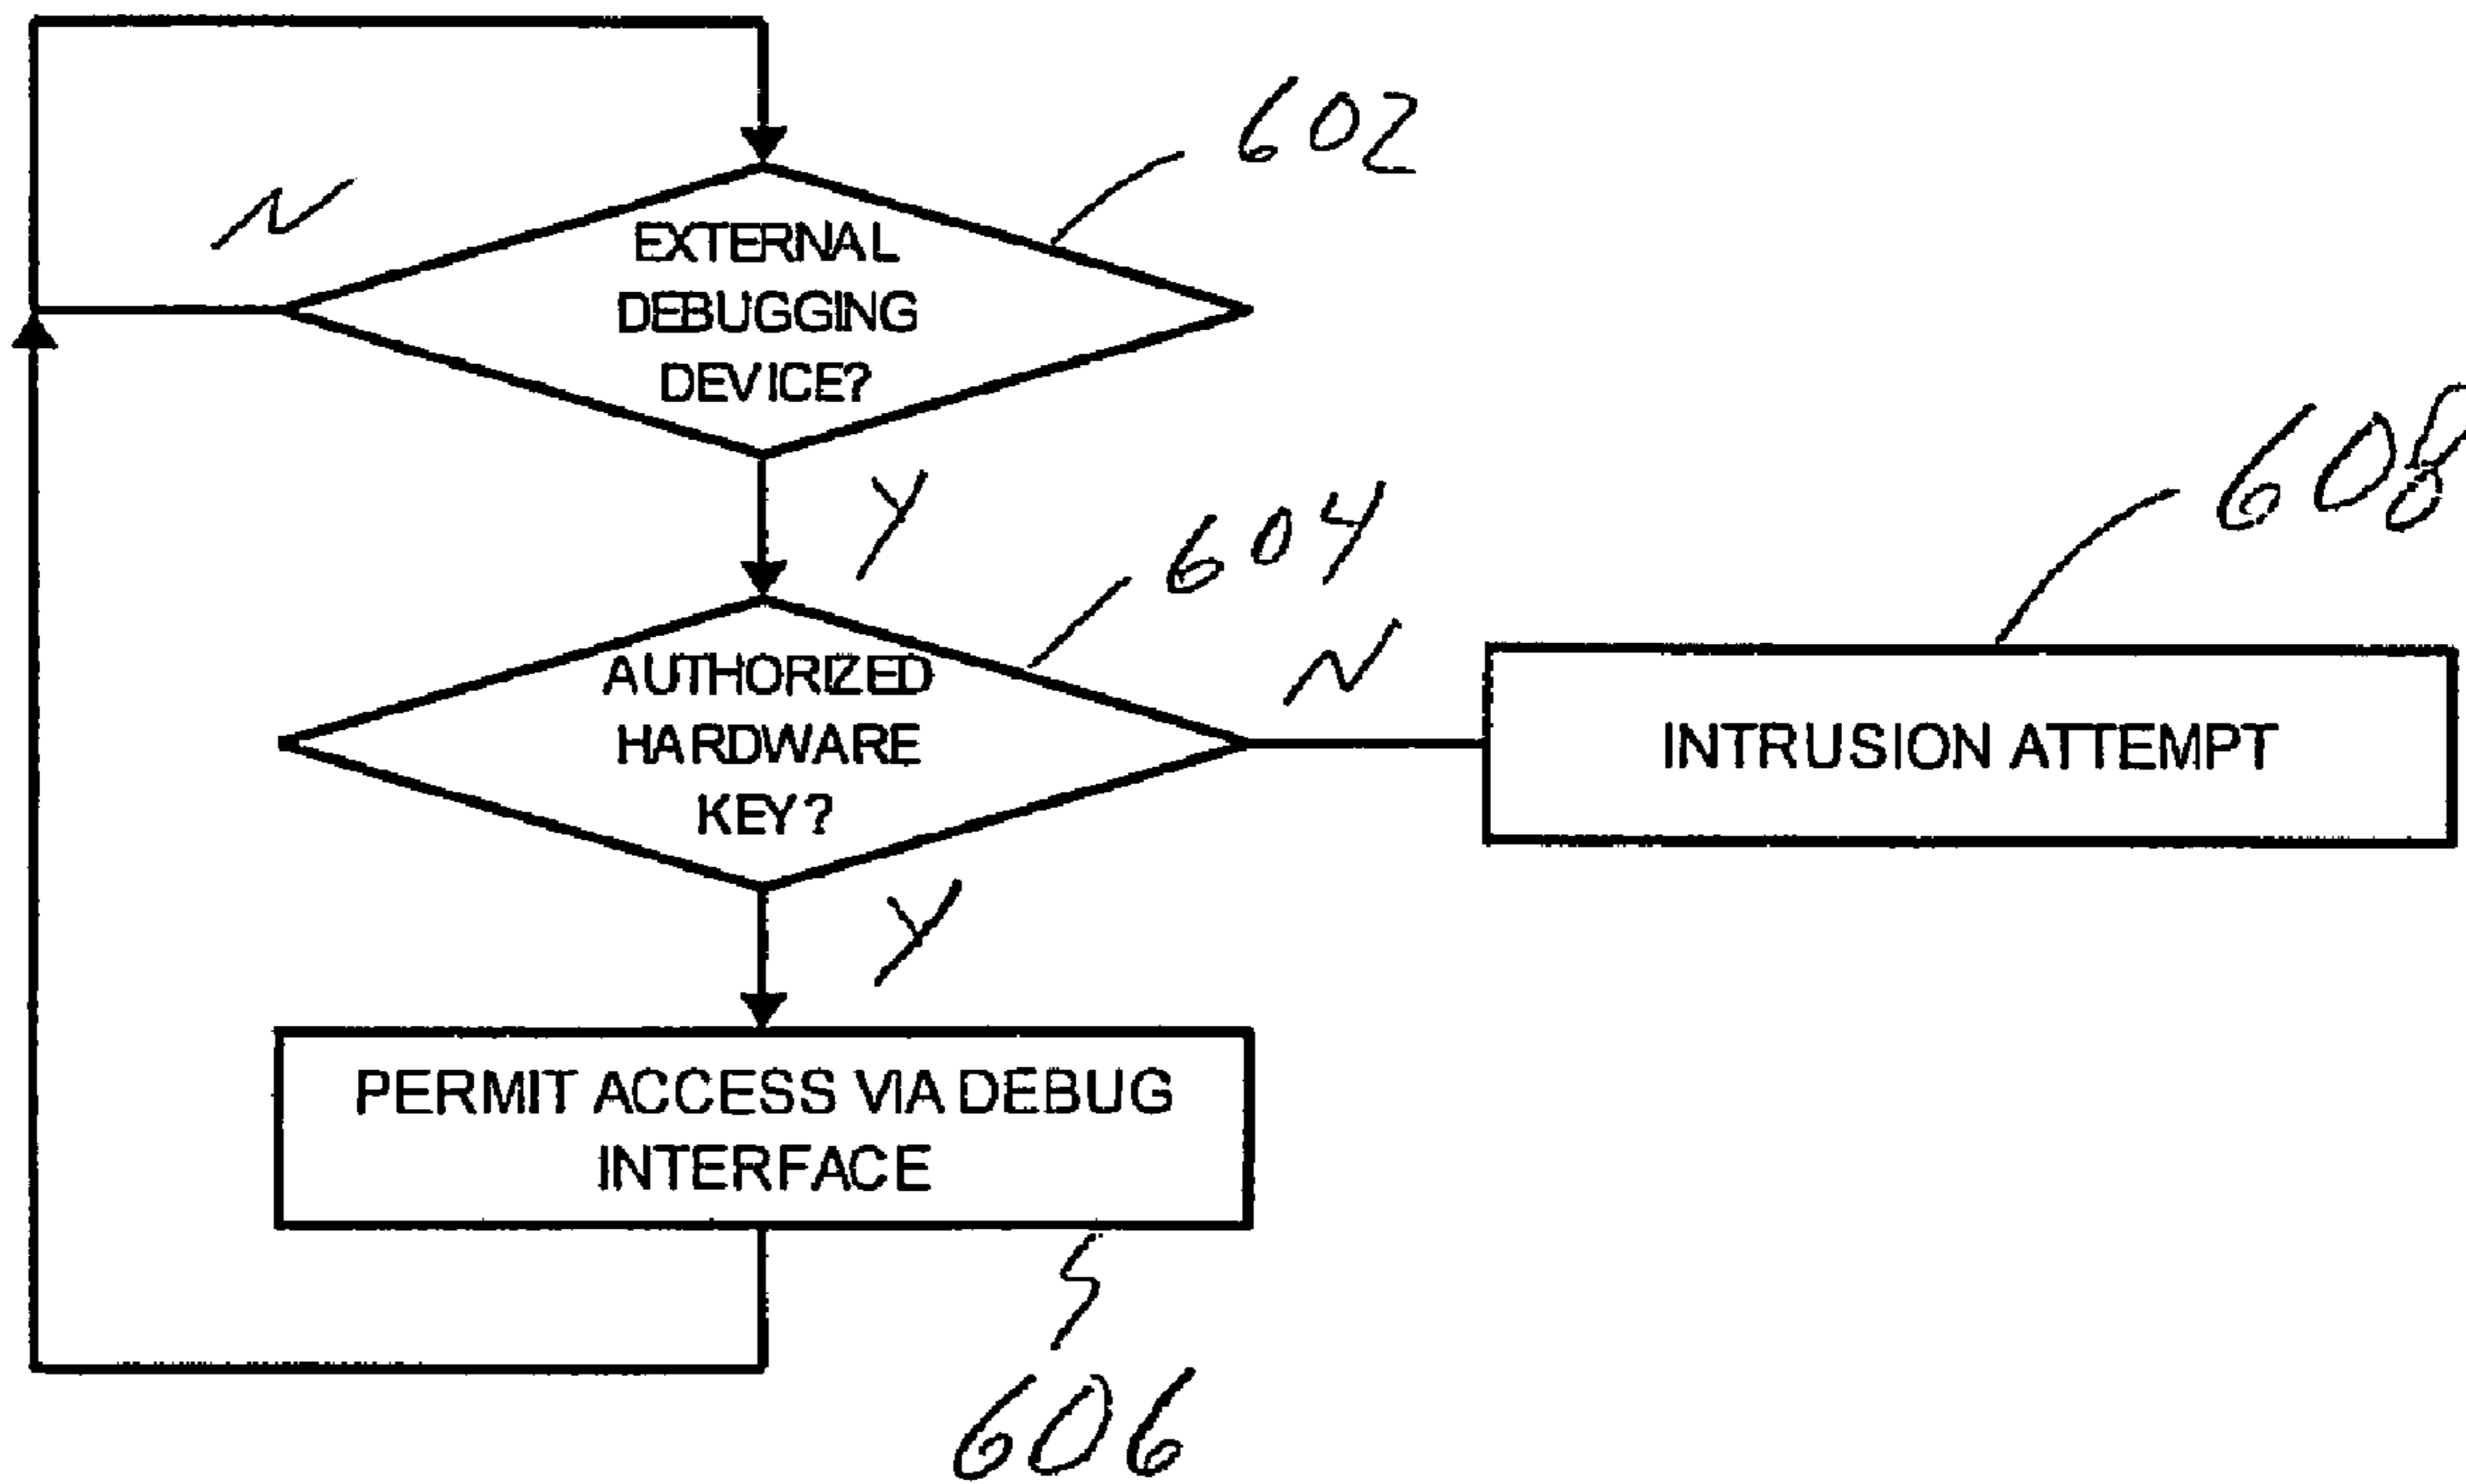 602
N
EXTERNAL
DEBUGGING
DEVICE?
Y
604
608
N
AUTHORIZED
HARDWARE
KEY?
INTRUSION ATTEMPT
Y
PERMIT ACCESS VIA DEBUG
INTERFACE
606